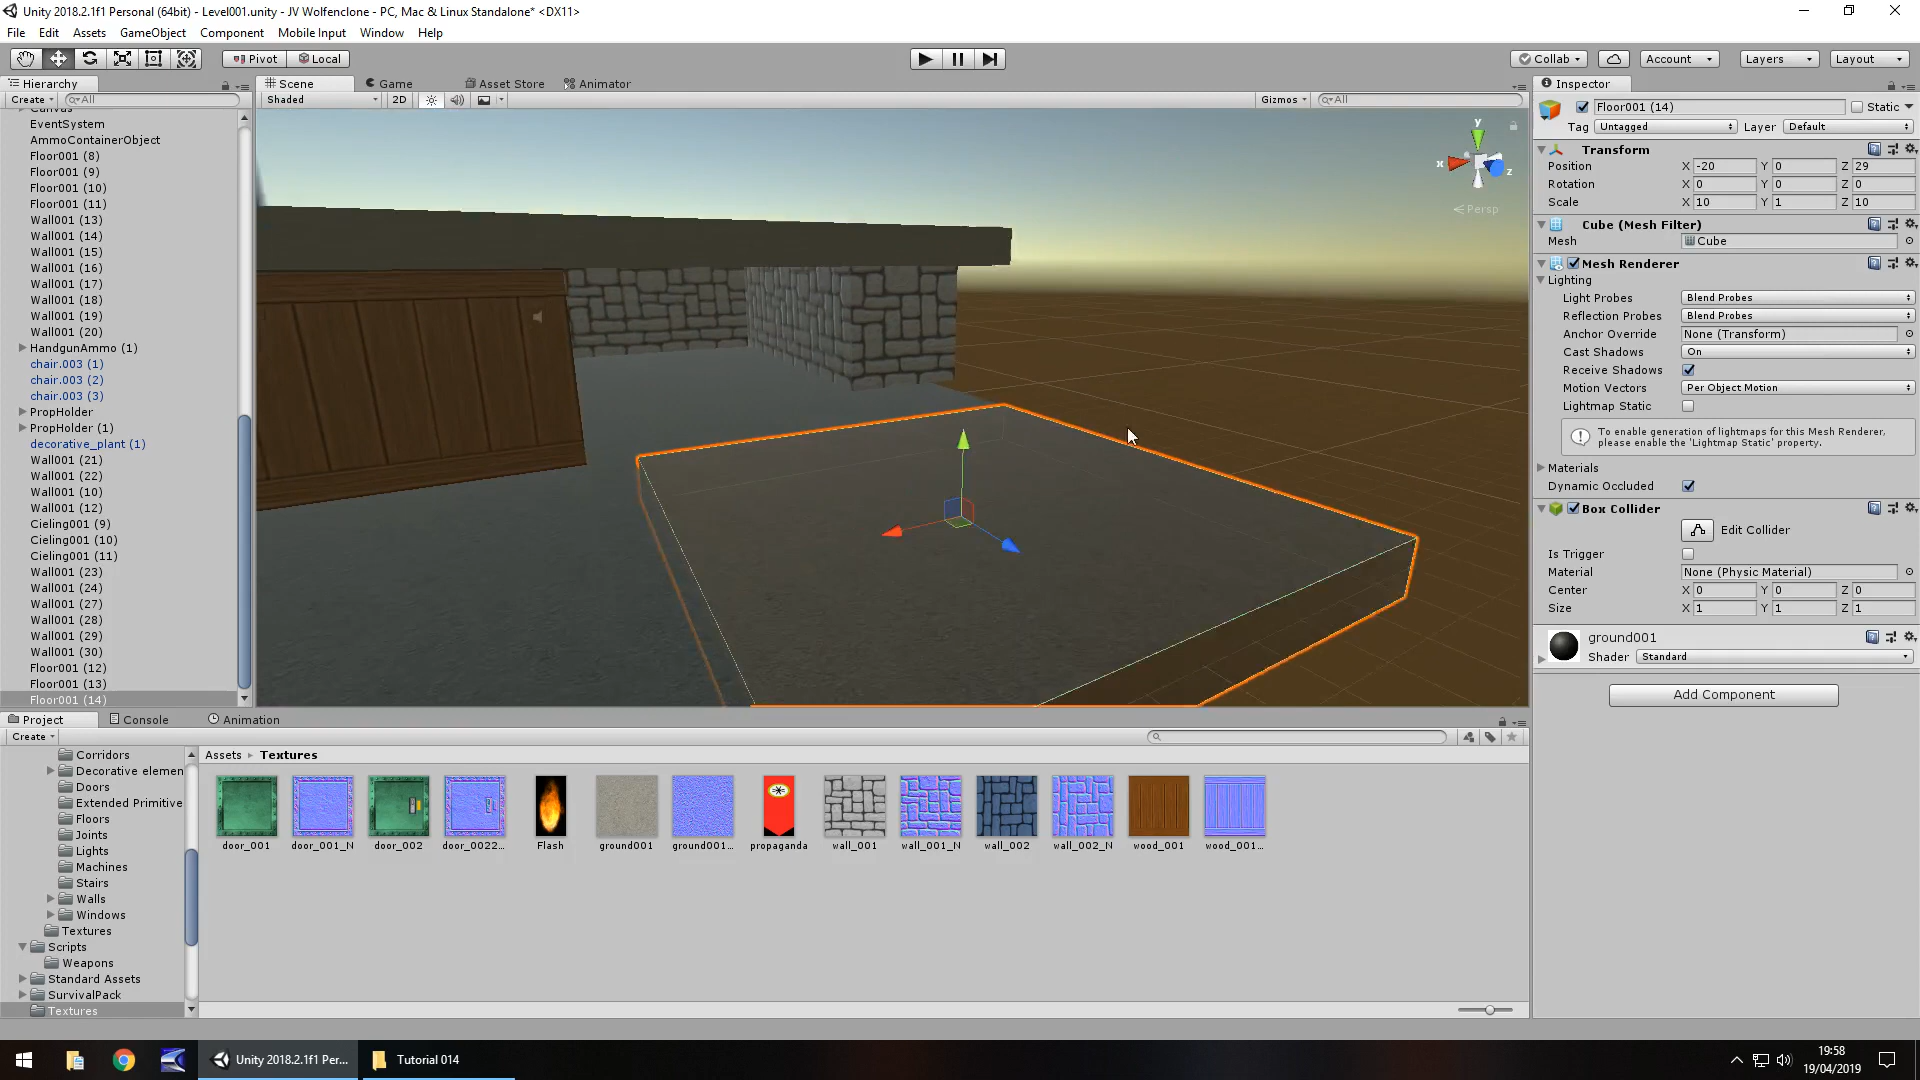 Unity 2018.2.1f1 Personal (64bit) - Level001.unity - JV Wolfenclone - PC, Mac & Linux Standalone* <DX11>
File Edit Assets GameObject Component Mobile Input Window Help
Pivot Local Collab Account Layers Layout
Hierarchy
Create All
Canvas
EventSystem
AmmoContainerObject
Floor001 (8)
Floor001 (9)
Floor001 (10)
Floor001 (11)
Wall001 (13)
Wall001 (14)
Wall001 (15)
Wall001 (16)
Wall001 (17)
Wall001 (18)
Wall001 (19)
Wall001 (20)
HandgunAmmo (1)
chair.003 (1)
chair.003 (2)
chair.003 (3)
PropHolder
PropHolder (1)
decorative_plant (1)
Wall001 (21)
Wall001 (22)
Wall001 (10)
Wall001 (12)
Cieling001 (9)
Cieling001 (10)
Cieling001 (11)
Wall001 (23)
Wall001 (24)
Wall001 (27)
Wall001 (28)
Wall001 (29)
Wall001 (30)
Floor001 (12)
Floor001 (13)
Floor001 (14)
Scene Game Asset Store Animator
Shaded 2D Gizmos All
y
x
z
Persp
Inspector
Floor001 (14) Static
Tag Untagged Layer Default
Transform
Position X -20 Y 0 Z 29
Rotation X 0 Y 0 Z 0
Scale X 10 Y 1 Z 10
Cube (Mesh Filter)
Mesh Cube
Mesh Renderer
Lighting
Light Probes Blend Probes
Reflection Probes Blend Probes
Anchor Override None (Transform)
Cast Shadows On
Receive Shadows
Motion Vectors Per Object Motion
Lightmap Static
To enable generation of lightmaps for this Mesh Renderer,
please enable the 'Lightmap Static' property.
Materials
Dynamic Occluded
Box Collider
Edit Collider
Is Trigger
Material None (Physic Material)
Center X 0 Y 0 Z 0
Size X 1 Y 1 Z 1
ground001
Shader Standard
Add Component
Project Console Animation
Create
Corridors
Decorative elemen
Doors
Extended Primitive
Floors
Joints
Lights
Machines
Stairs
Walls
Windows
Textures
Scripts
Weapons
Standard Assets
SurvivalPack
Textures
Assets Textures
door_001 door_001_N door_002 door_0022... Flash ground001 ground001... propaganda wall_001 wall_001_N wall_002 wall_002_N wood_001 wood_001...
Unity 2018.2.1f1 Per... Tutorial 014
19:58
19/04/2019